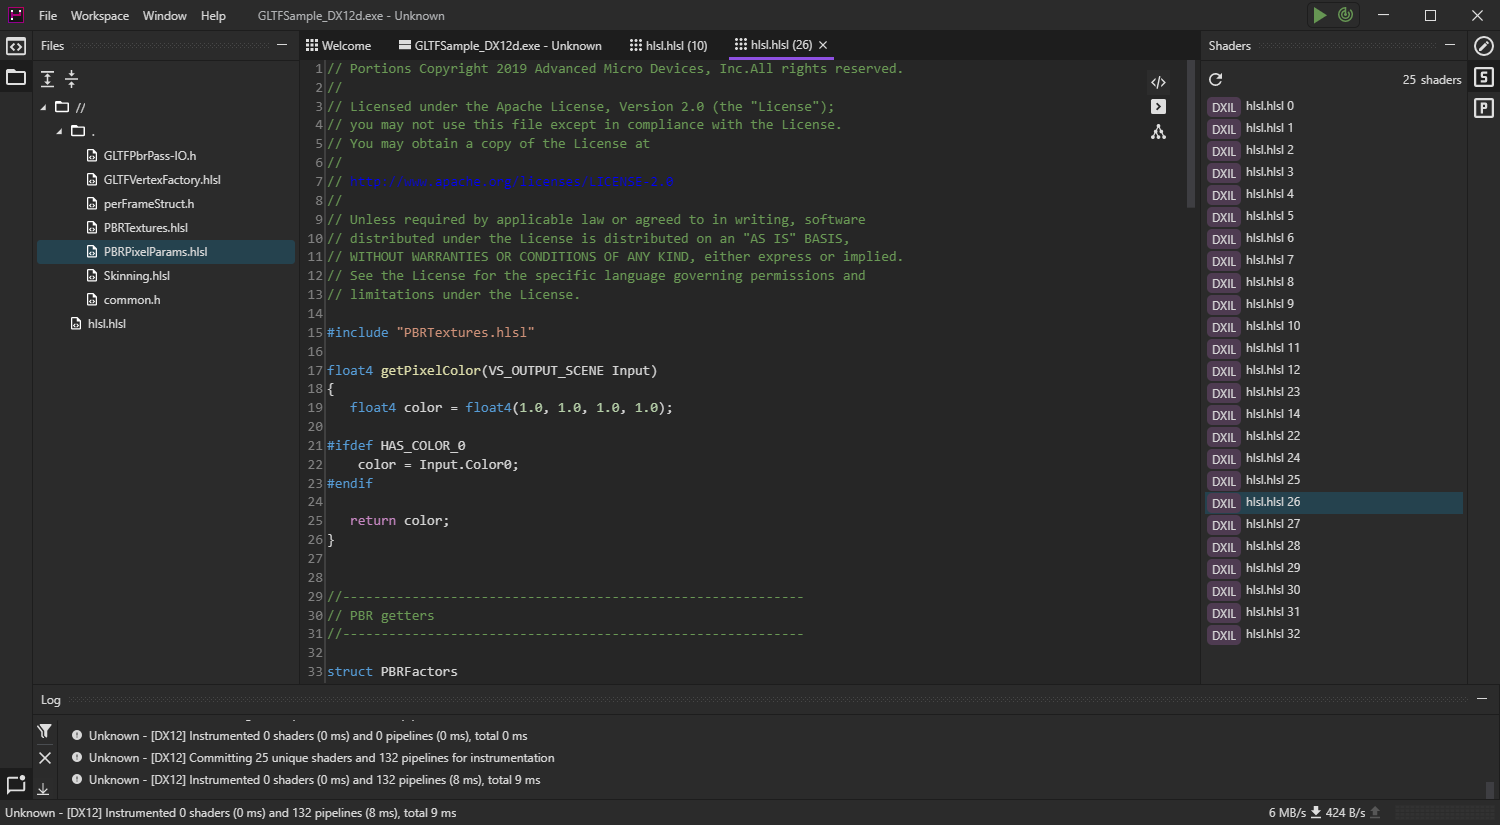 File Workspace Window Help GLTFSample_DX12d.exe - Unknown
Files
//
.
GLTFPbrPass-IO.h
GLTFVertexFactory.hlsl
perFrameStruct.h
PBRTextures.hlsl
PBRPixelParams.hlsl
Skinning.hlsl
common.h
hlsl.hlsl
Welcome GLTFSample_DX12d.exe - Unknown hlsl.hlsl (10) hlsl.hlsl (26)
1 // Portions Copyright 2019 Advanced Micro Devices, Inc.All rights reserved.
2 //
3 // Licensed under the Apache License, Version 2.0 (the "License");
4 // you may not use this file except in compliance with the License.
5 // You may obtain a copy of the License at
6 //
7 // http://www.apache.org/licenses/LICENSE-2.0
8 //
9 // Unless required by applicable law or agreed to in writing, software
10 // distributed under the License is distributed on an "AS IS" BASIS,
11 // WITHOUT WARRANTIES OR CONDITIONS OF ANY KIND, either express or implied.
12 // See the License for the specific language governing permissions and
13 // limitations under the License.
14
15 #include "PBRTextures.hlsl"
16
17 float4 getPixelColor(VS_OUTPUT_SCENE Input)
18 {
19 float4 color = float4(1.0, 1.0, 1.0, 1.0);
20
21 #ifdef HAS_COLOR_0
22 color = Input.Color0;
23 #endif
24
25 return color;
26 }
27
28
29 //------------------------------------------------------------
30 // PBR getters
31 //------------------------------------------------------------
32
33 struct PBRFactors
Shaders
25 shaders
DXIL hlsl.hlsl 0
DXIL hlsl.hlsl 1
DXIL hlsl.hlsl 2
DXIL hlsl.hlsl 3
DXIL hlsl.hlsl 4
DXIL hlsl.hlsl 5
DXIL hlsl.hlsl 6
DXIL hlsl.hlsl 7
DXIL hlsl.hlsl 8
DXIL hlsl.hlsl 9
DXIL hlsl.hlsl 10
DXIL hlsl.hlsl 11
DXIL hlsl.hlsl 12
DXIL hlsl.hlsl 23
DXIL hlsl.hlsl 14
DXIL hlsl.hlsl 22
DXIL hlsl.hlsl 24
DXIL hlsl.hlsl 25
DXIL hlsl.hlsl 26
DXIL hlsl.hlsl 27
DXIL hlsl.hlsl 28
DXIL hlsl.hlsl 29
DXIL hlsl.hlsl 30
DXIL hlsl.hlsl 31
DXIL hlsl.hlsl 32
S
P
Log
Unknown - [DX12] Instrumented 0 shaders (0 ms) and 0 pipelines (0 ms), total 0 ms
Unknown - [DX12] Committing 25 unique shaders and 132 pipelines for instrumentation
Unknown - [DX12] Instrumented 0 shaders (0 ms) and 132 pipelines (8 ms), total 9 ms
Unknown - [DX12] Instrumented 0 shaders (0 ms) and 132 pipelines (8 ms), total 9 ms
6 MB/s 424 B/s